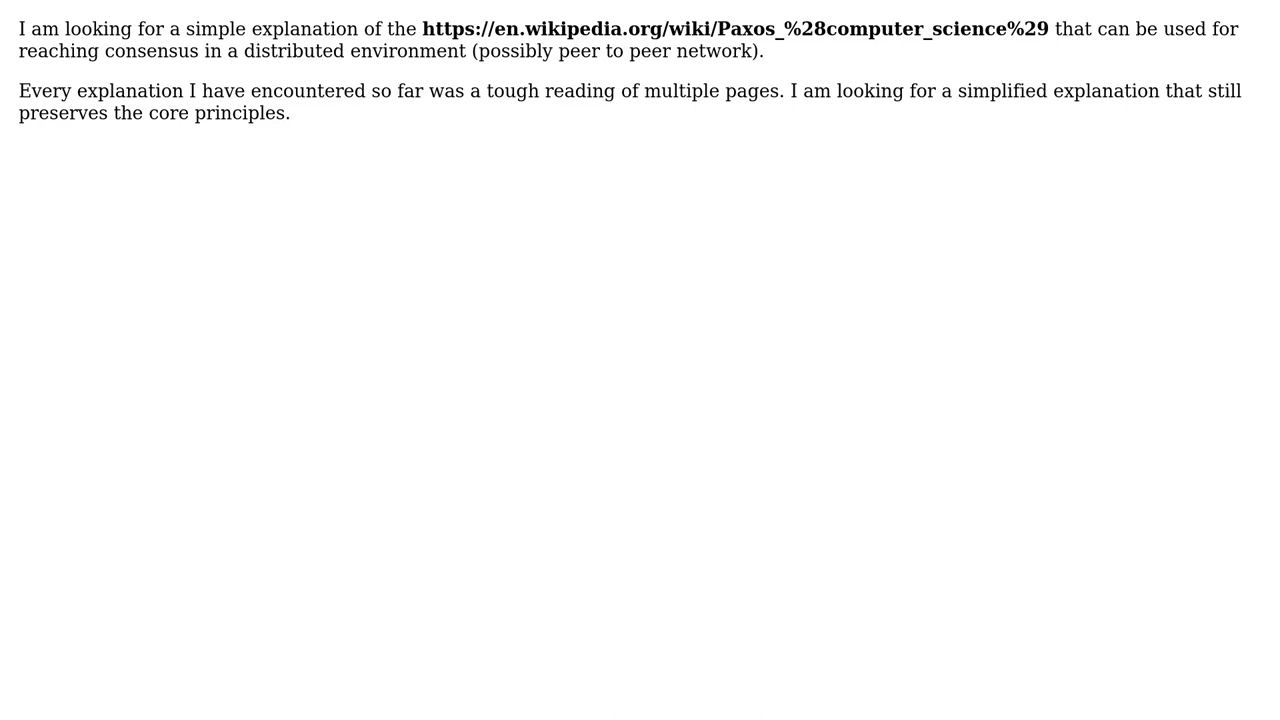 I am looking for a simple explanation of the https://en.wikipedia.org/wiki/Paxos_%28computer_science%29 that can be used for
reaching consensus in a distributed environment (possibly peer to peer network).
Every explanation I have encountered so far was a tough reading of multiple pages. I am looking for a simplified explanation that still
preserves the core principles.